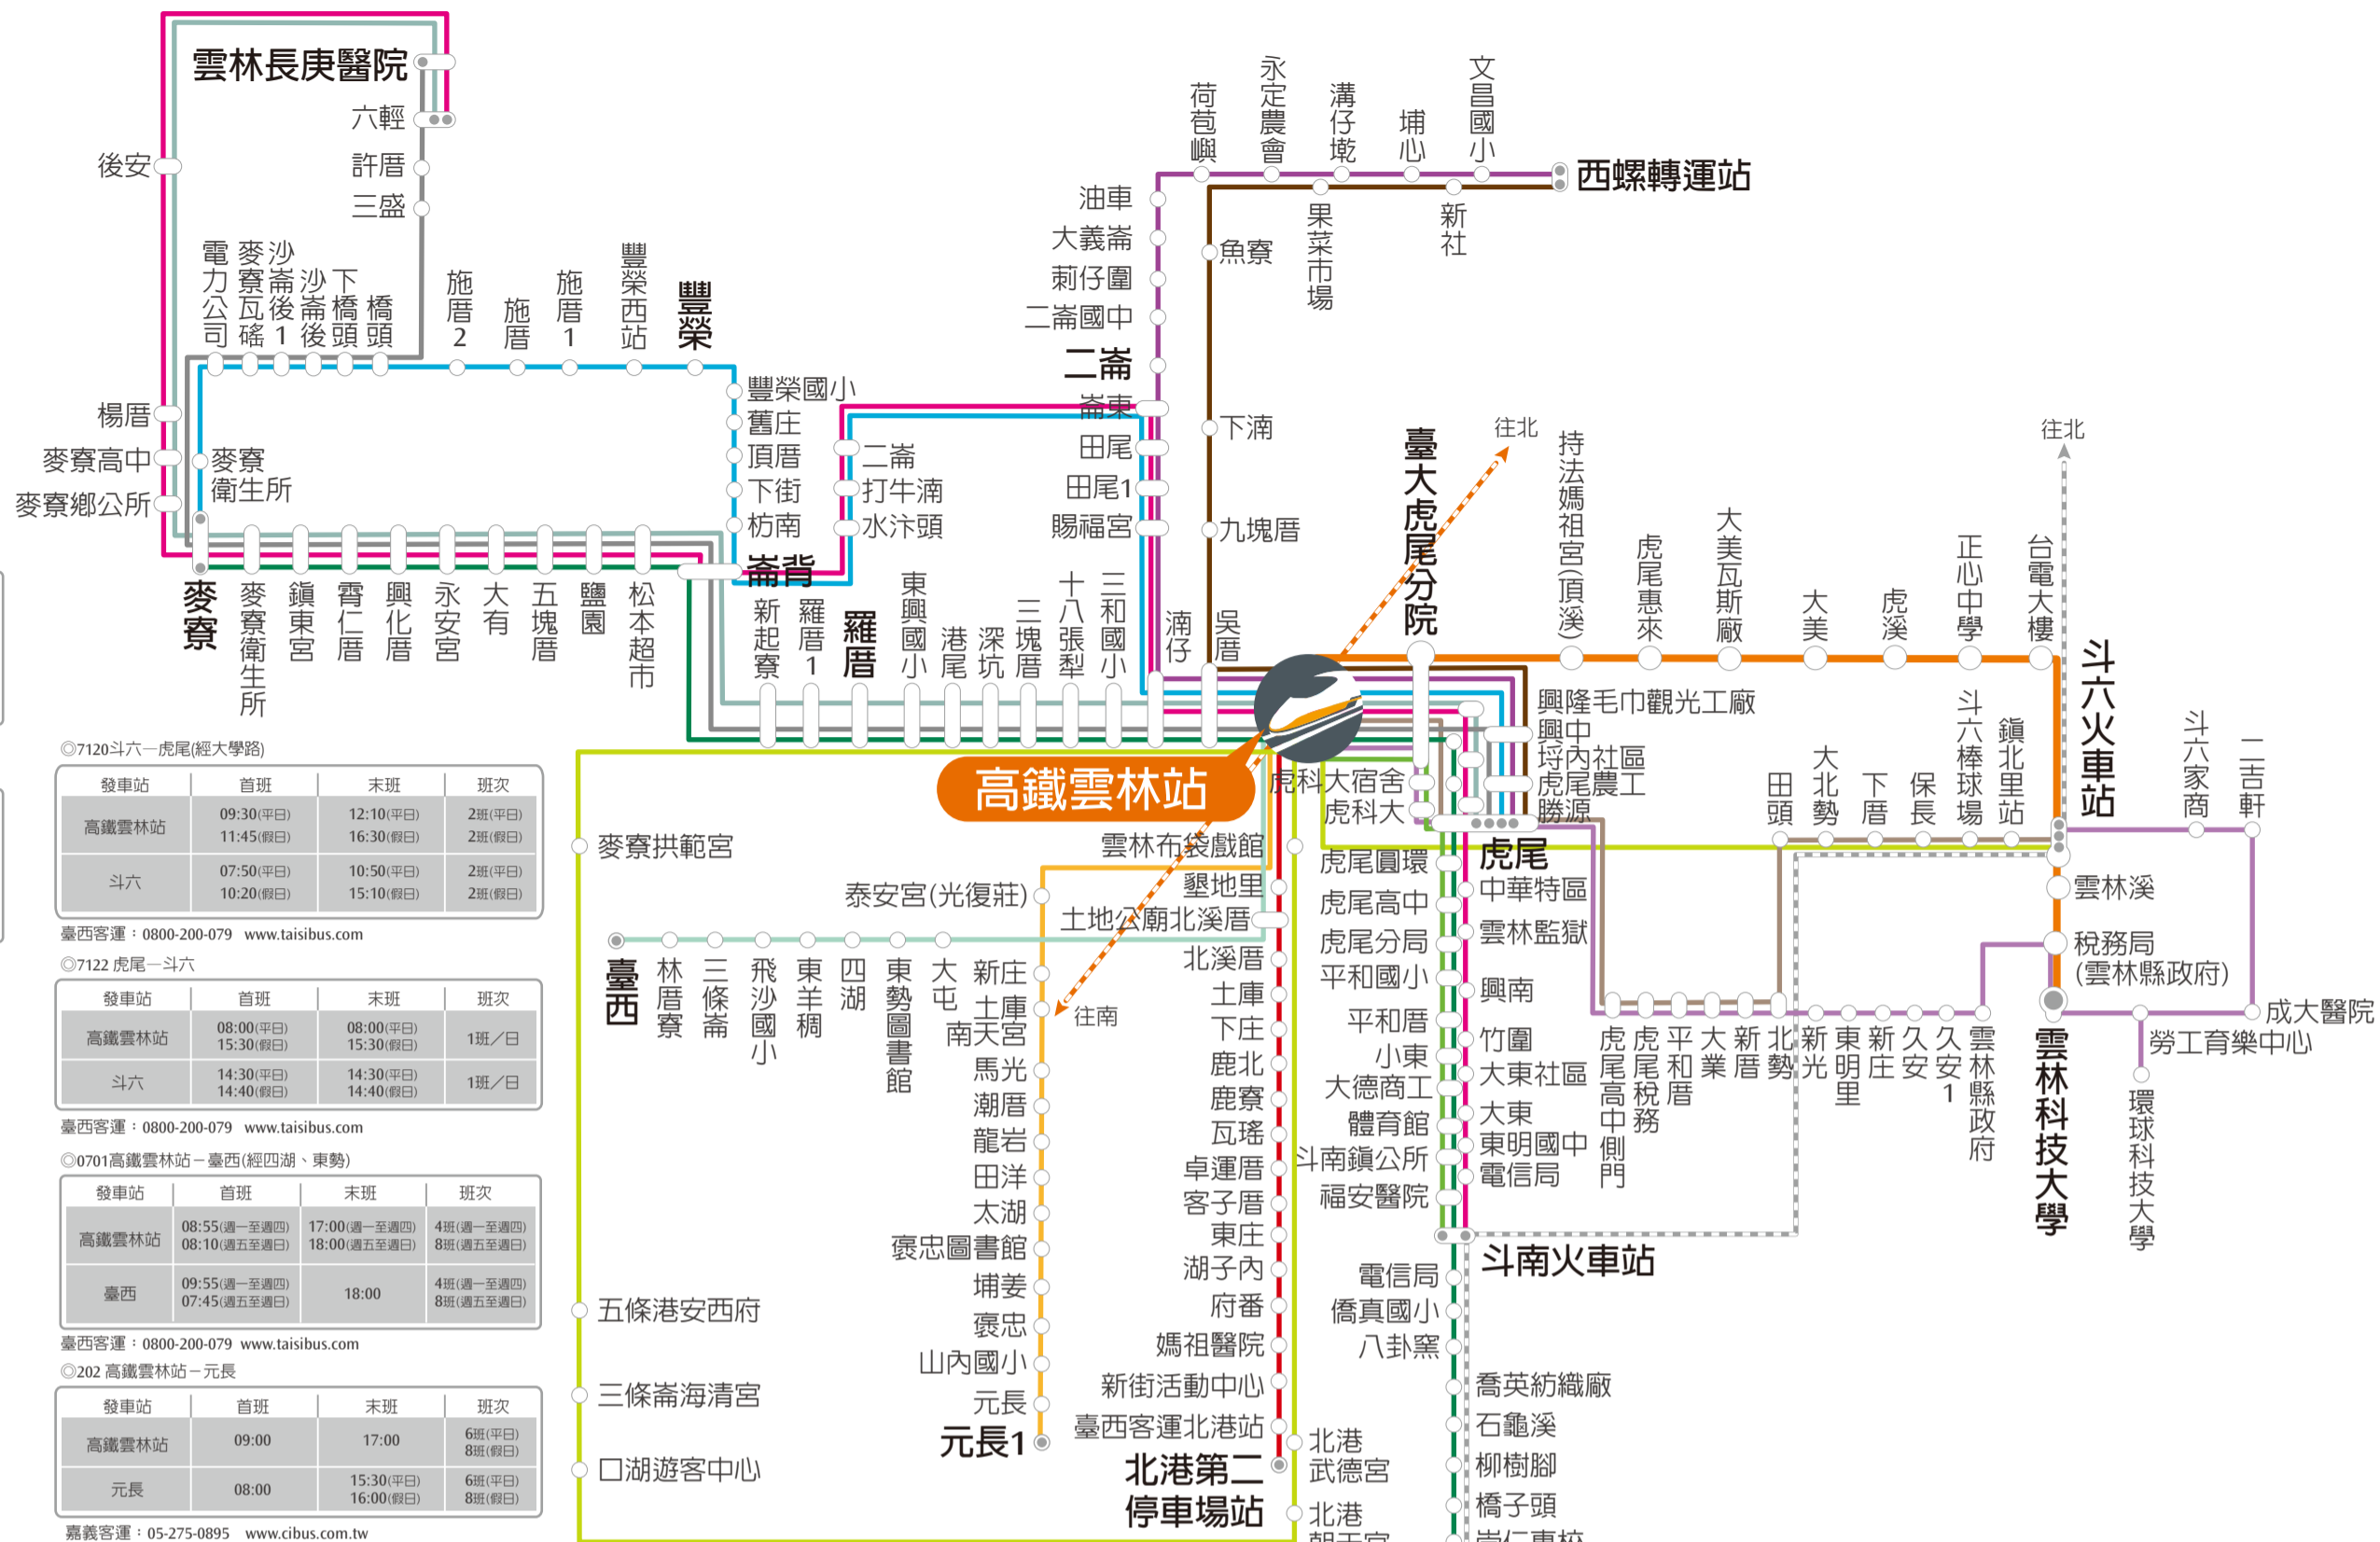 雲林長庚醫院
六輕
許厝
三盛
後安
電力公司
麥寮瓦瑤
沙崙後1
沙崙後
下橋頭
橋頭
施厝2
施厝
施厝1
豐榮西站
豐榮
楊厝
麥寮高中
麥寮鄉公所
麥寮
衛生所
豐榮國小
舊庄
頂厝
下街
枋南
崙背
麥寮
麥寮衛生所
鎮東宮
霄仁厝
興化厝
永安宮
大有
五塊厝
鹽園
松本超市
二崙
打牛湳
水汴頭
新起寮
羅厝1
羅厝
東興國小
港尾
深坑
三塊厝
十八張犁
三和國小
湳仔
吳厝
荷苞嶼
永定農會
溝仔墘
埔心
文昌國小
西螺轉運站
油車
大義崙
莿仔圍
二崙國中
二崙
崙東
田尾
田尾1
賜福宮
果菜市場
新社
魚寮
下湳
九塊厝
往北
臺大虎尾分院
持法媽祖宮(頂溪)
虎尾惠來
大美瓦斯廠
大美
虎溪
正心中學
台電大樓
往北
斗六火車站
高鐵雲林站
興隆毛巾觀光工廠
興中
埒內社區
虎尾農工
勝源
虎科大宿舍
虎科大
虎尾
田頭
大北勢
下厝
保長
斗六棒球場
鎮北里站
斗六家商
二吉軒
雲林溪
稅務局
(雲林縣政府)
成大醫院
勞工育樂中心
環球科技大學
雲林科技大學
虎尾高中側門
虎尾稅務
平和厝
大業
新厝
北勢
新光
東明里
新庄
久安
久安1
雲林縣政府
虎尾圓環
虎尾高中
虎尾分局
平和國小
平和厝
小東
大德商工
體育館
斗南鎮公所
福安醫院
中華特區
雲林監獄
興南
竹圍
大東社區
大東
東明國中
電信局
斗南火車站
電信局
僑真國小
八卦窯
喬英紡織廠
石龜溪
柳樹腳
橋子頭
崇仁專校
雲林布袋戲館
墾地里
土地公廟北溪厝
北溪厝
土庫
下庄
鹿北
鹿寮
瓦瑤
卓運厝
客子厝
東庄
湖子內
府番
媽祖醫院
新街活動中心
臺西客運北港站
北港第二
停車場站
北港
武德宮
北港
朝天宮
泰安宮(光復莊)
新庄
土庫
南天宮
往南
馬光
潮厝
龍岩
田洋
太湖
褒忠圖書館
埔姜
褒忠
山內國小
元長
元長1
臺西
林厝寮
三條崙
飛沙國小
東羊稠
四湖
東勢圖書館
大屯
麥寮拱範宮
五條港安西府
三條崙海清宮
口湖遊客中心
◎7120斗六—虎尾(經大學路)
發車站 首班 末班 班次
高鐵雲林站 09:30(平日) 12:10(平日) 2班(平日)
11:45(假日) 16:30(假日) 2班(假日)
斗六 07:50(平日) 10:50(平日) 2班(平日)
10:20(假日) 15:10(假日) 2班(假日)
臺西客運：0800-200-079 www.taisibus.com
◎7122 虎尾—斗六
發車站 首班 末班 班次
高鐵雲林站 08:00(平日) 08:00(平日) 1班／日
15:30(假日) 15:30(假日)
斗六 14:30(平日) 14:30(平日) 1班／日
14:40(假日) 14:40(假日)
臺西客運：0800-200-079 www.taisibus.com
◎0701高鐵雲林站－臺西(經四湖、東勢)
發車站 首班 末班 班次
高鐵雲林站 08:55(週一至週四) 17:00(週一至週四) 4班(週一至週四)
08:10(週五至週日) 18:00(週五至週日) 8班(週五至週日)
臺西 09:55(週一至週四) 18:00 4班(週一至週四)
07:45(週五至週日) 8班(週五至週日)
臺西客運：0800-200-079 www.taisibus.com
◎202 高鐵雲林站－元長
發車站 首班 末班 班次
高鐵雲林站 09:00 17:00 6班(平日)
8班(假日)
元長 08:00 15:30(平日) 6班(平日)
16:00(假日) 8班(假日)
嘉義客運：05-275-0895 www.cibus.com.tw